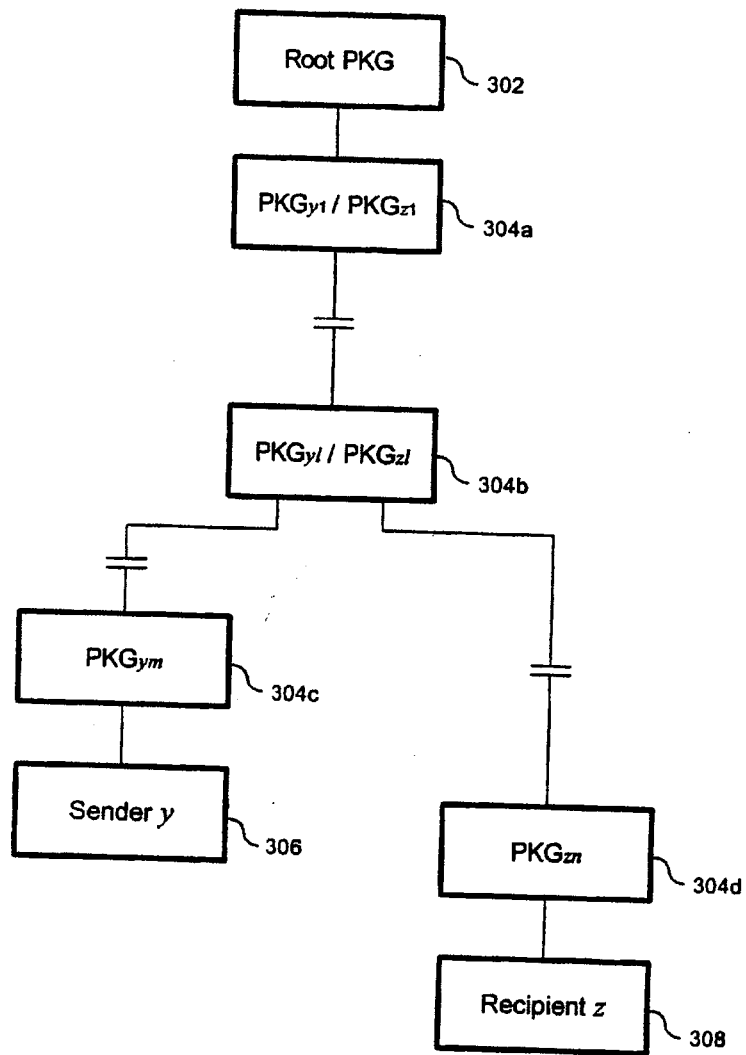 Root PKG
302
PKGy1 / PKGz1
304a
PKGyl / PKGzl
304b
PKGym
304c
Sender y
306
PKGzn
304d
Recipient z
308